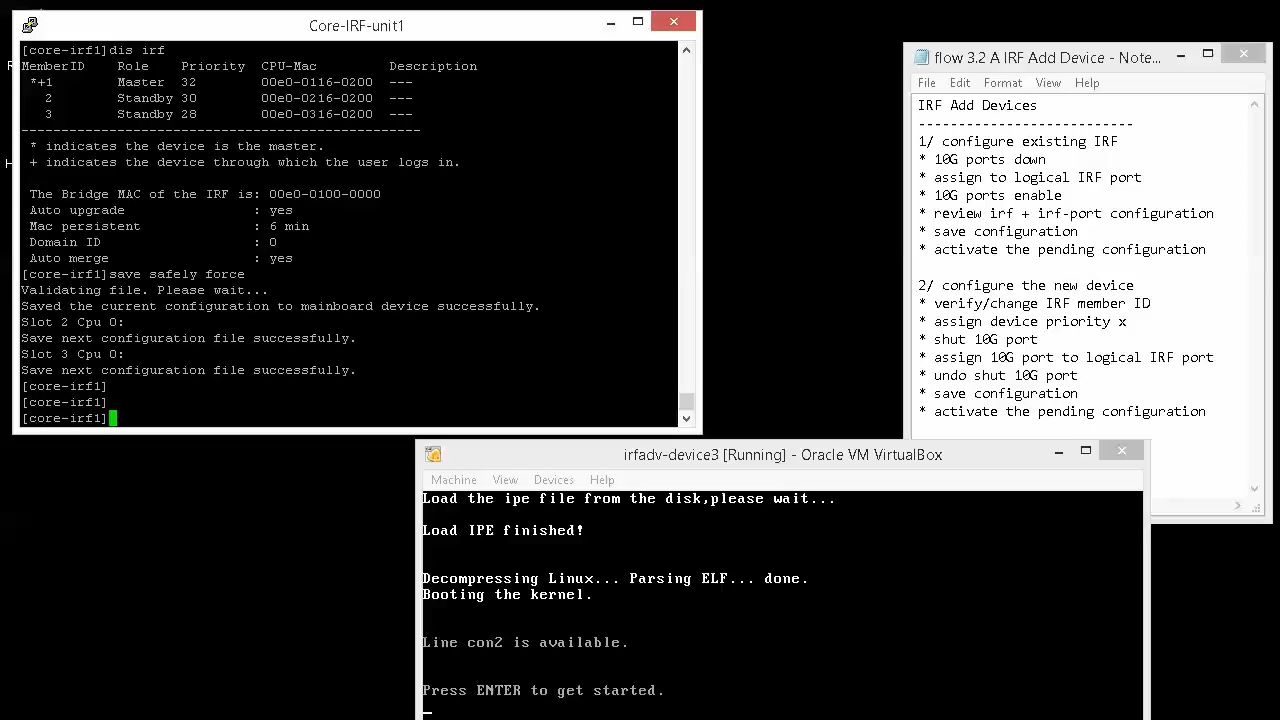 Core-IRF-unit1
[core-irf1]dis irf
MemberID    Role    Priority  CPU-Mac         Description
 *+1        Master  32        00e0-0116-0200  ---
   2        Standby 30        00e0-0216-0200  ---
   3        Standby 28        00e0-0316-0200  ---
--------------------------------------------------
 * indicates the device is the master.
 + indicates the device through which the user logs in.
 The Bridge MAC of the IRF is: 00e0-0100-0000
 Auto upgrade                : yes
 Mac persistent              : 6 min
 Domain ID                   : 0
 Auto merge                  : yes
[core-irf1]save safely force
Validating file. Please wait...
Saved the current configuration to mainboard device successfully.
Slot 2 Cpu 0:
Save next configuration file successfully.
Slot 3 Cpu 0:
Save next configuration file successfully.
[core-irf1]
[core-irf1]
[core-irf1]
flow 3.2 A IRF Add Device - Note...
File Edit Format View Help
IRF Add Devices
---------------------------
1/ configure existing IRF
* 10G ports down
* assign to logical IRF port
* 10G ports enable
* review irf + irf-port configuration
* save configuration
* activate the pending configuration
2/ configure the new device
* verify/change IRF member ID
* assign device priority x
* shut 10G port
* assign 10G port to logical IRF port
* undo shut 10G port
* save configuration
* activate the pending configuration
irfadv-device3 [Running] - Oracle VM VirtualBox
Machine View Devices Help
Load the ipe file from the disk,please wait...
Load IPE finished!
Decompressing Linux... Parsing ELF... done.
Booting the kernel.
Line con2 is available.
Press ENTER to get started.